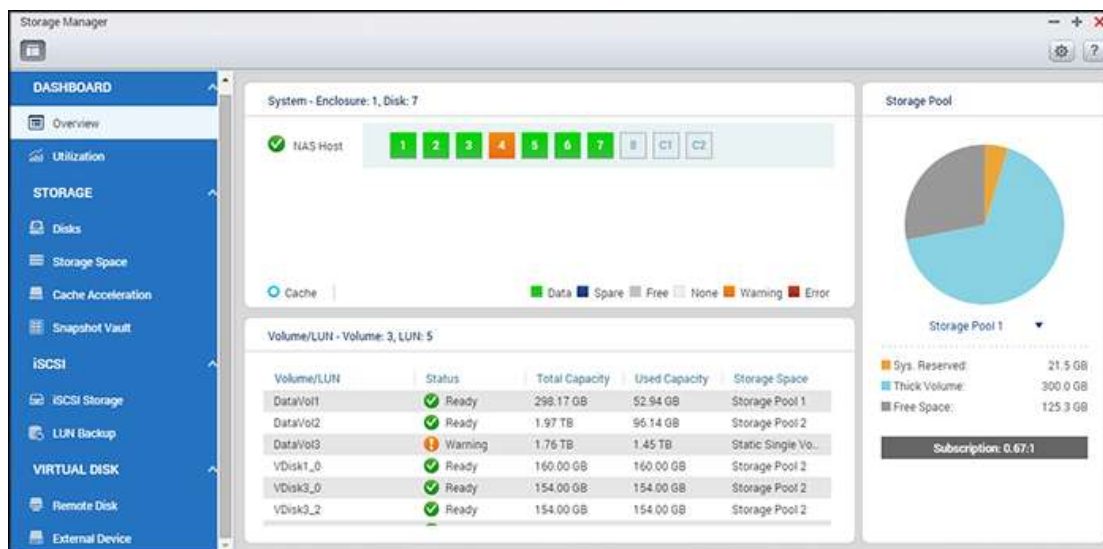 Storage Manager
?
DASHBOARD
Overview
Utilization
STORAGE
Disks
Storage Space
Cache Acceleration
Snapshot Vault
iSCSI
iSCSI Storage
LUN Backup
VIRTUAL DISK
Remote Disk
External Device
System - Enclosure: 1, Disk: 7
NAS Host 1 2 3 4 5 6 7 8 C1 C2
Cache
Data Spare Free None Warning Error
Volume/LUN - Volume: 3, LUN: 5
Volume/LUN Status Total Capacity Used Capacity Storage Space
DataVol1 Ready 298.17 GB 52.94 GB Storage Pool 1
DataVol2 Ready 1.97 TB 96.14 GB Storage Pool 2
DataVol3 Warning 1.76 TB 1.45 TB Static Single Vo...
VDisk1_0 Ready 160.00 GB 160.00 GB Storage Pool 2
VDisk3_0 Ready 154.00 GB 154.00 GB Storage Pool 2
VDisk3_2 Ready 154.00 GB 154.00 GB Storage Pool 2
Storage Pool
Storage Pool 1
Sys. Reserved: 21.5 GB
Thick Volume: 300.0 GB
Free Space: 125.3 GB
Subscription: 0.67:1